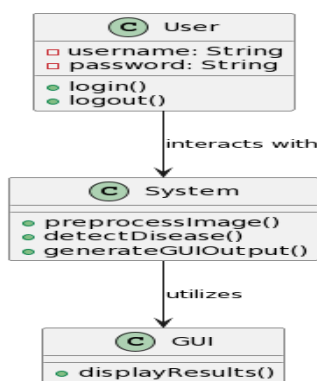 C User
username: String
password: String
login()
logout()
interacts with
C System
preprocessImage()
detectDisease()
generateGUIOutput()
utilizes
C GUI
displayResults()